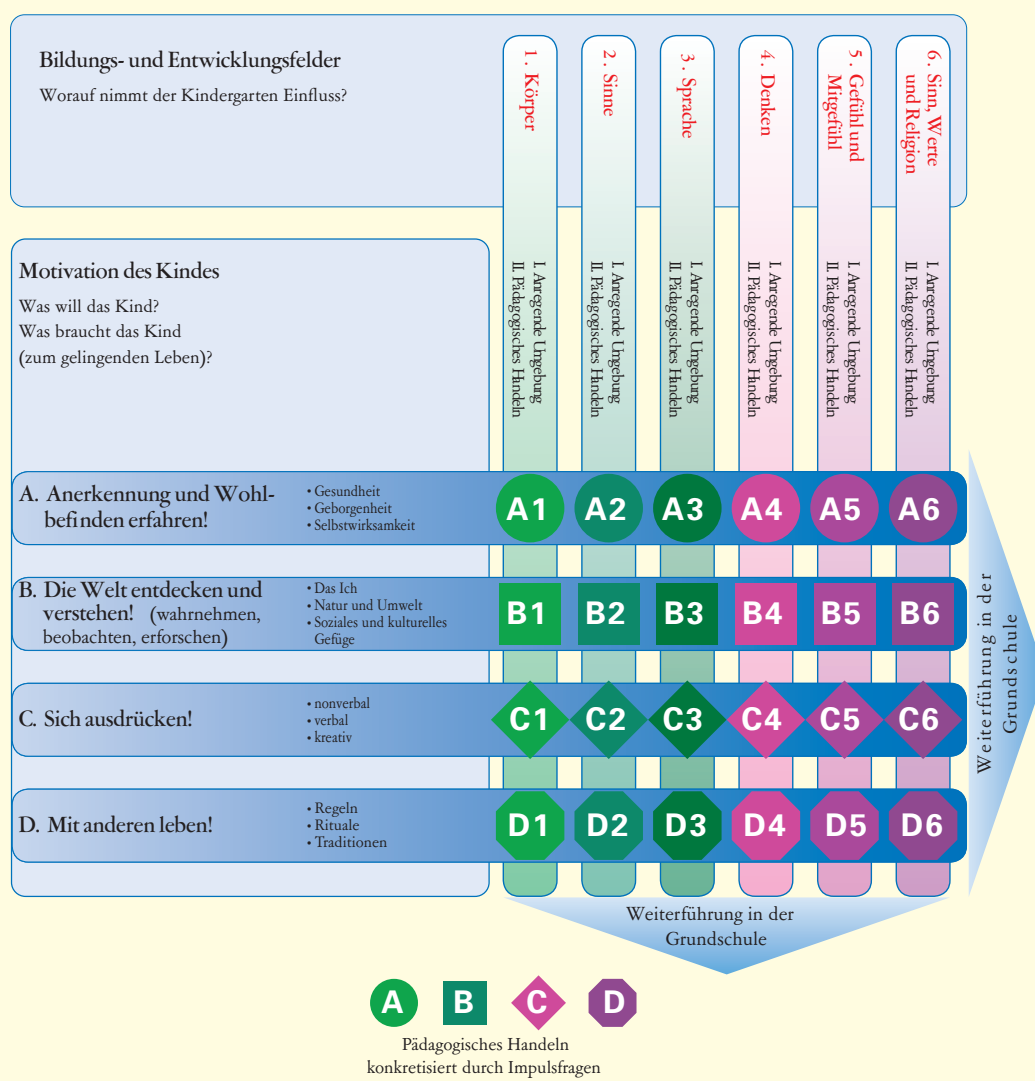 Bildungs- und Entwicklungsfelder
Worauf nimmt der Kindergarten Einfluss?
1. Körper
2. Sinne
3. Sprache
4. Denken
5. Gefühl und
Mitgefühl
6. Sinn, Werte
und Religion
Motivation des Kindes
Was will das Kind?
Was braucht das Kind
(zum gelingenden Leben)?
I. Anregende Umgebung
II. Pädagogisches Handeln
I. Anregende Umgebung
II. Pädagogisches Handeln
I. Anregende Umgebung
II. Pädagogisches Handeln
I. Anregende Umgebung
II. Pädagogisches Handeln
I. Anregende Umgebung
II. Pädagogisches Handeln
I. Anregende Umgebung
II. Pädagogisches Handeln
A. Anerkennung und Wohl-
befinden erfahren!
• Gesundheit
• Geborgenheit
• Selbstwirksamkeit
A1 A2 A3 A4 A5 A6
B. Die Welt entdecken und
verstehen! (wahrnehmen,
beobachten, erforschen)
• Das Ich
• Natur und Umwelt
• Soziales und kulturelles
Gefüge
B1 B2 B3 B4 B5 B6
C. Sich ausdrücken!
• nonverbal
• verbal
• kreativ
C1 C2 C3 C4 C5 C6
D. Mit anderen leben!
• Regeln
• Rituale
• Traditionen
D1 D2 D3 D4 D5 D6
Weiterführung in der
Grundschule
Weiterführung in der
Grundschule
A B C D
Pädagogisches Handeln
konkretisiert durch Impulsfragen